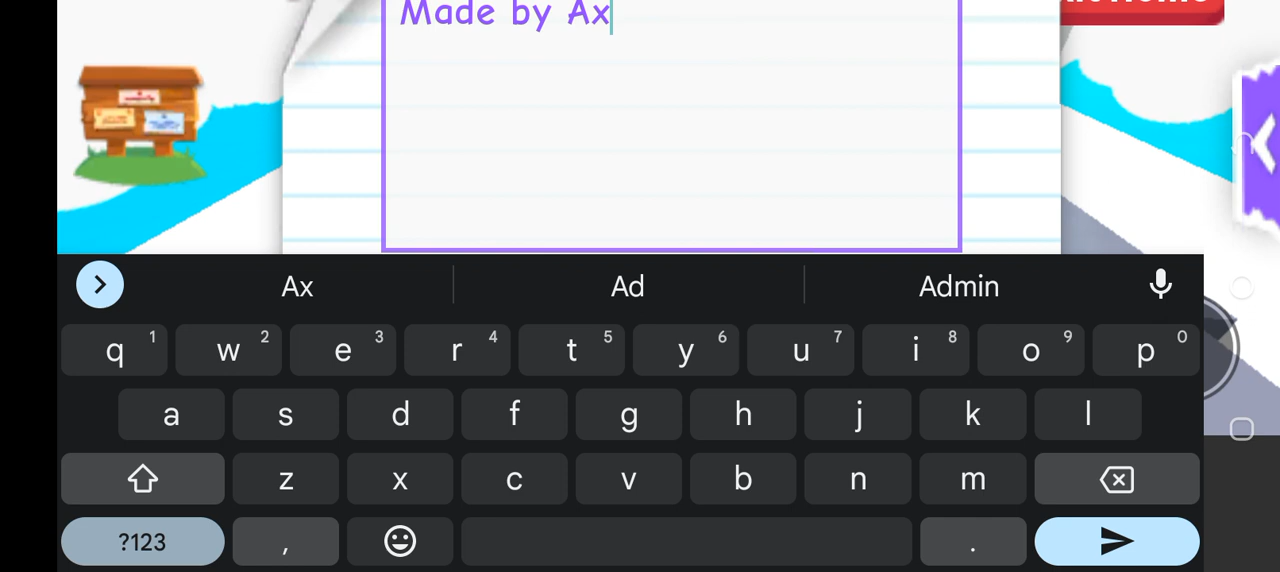 Made by Ax
Ax Ad Admin
q 1 w 2 e 3 r 4 t 5 y 6 u 7 i 8 o 9 p 0
a s d f g h j k l
z x c v b n m
?123 , .